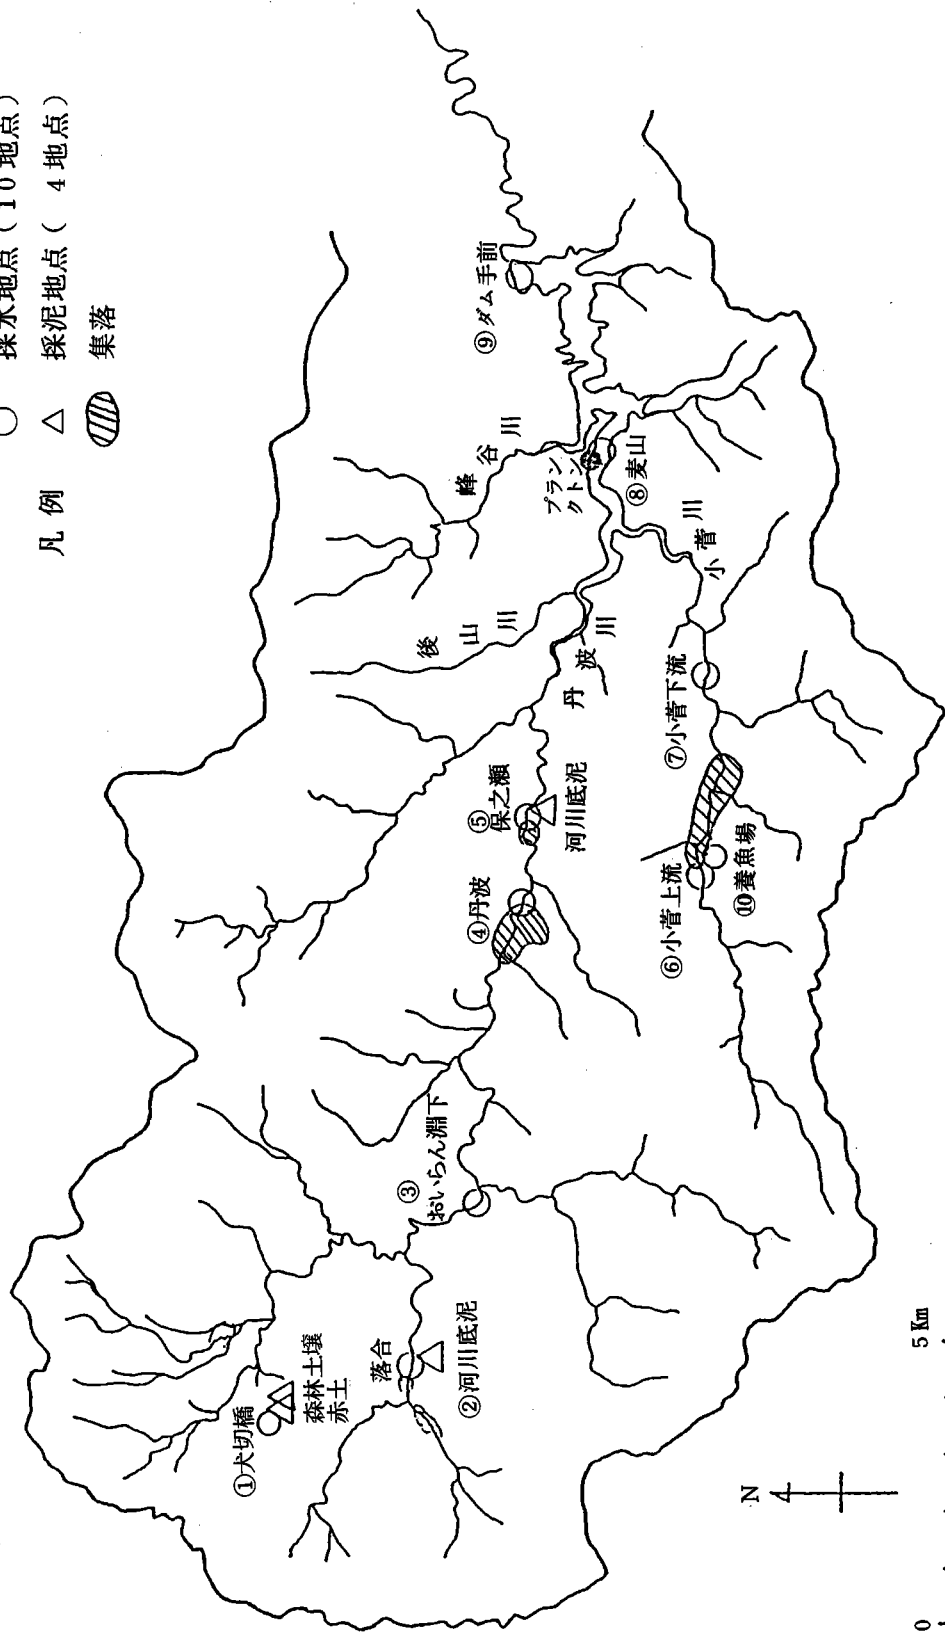 凡例
○ 採水地点(10地点)
△ 採泥地点( 4地点)
集落
①犬切橋
森林土壌
赤土
落合
②河川底泥
③
おいらん淵下
④丹波
⑤
保之瀬
河川底泥
⑥小菅上流
⑩養魚場
⑦小菅下流
丹波川
後山川
小菅川
峰谷川
プラン
クトン
⑧麦山
⑨ダム手前
N
0
5Km